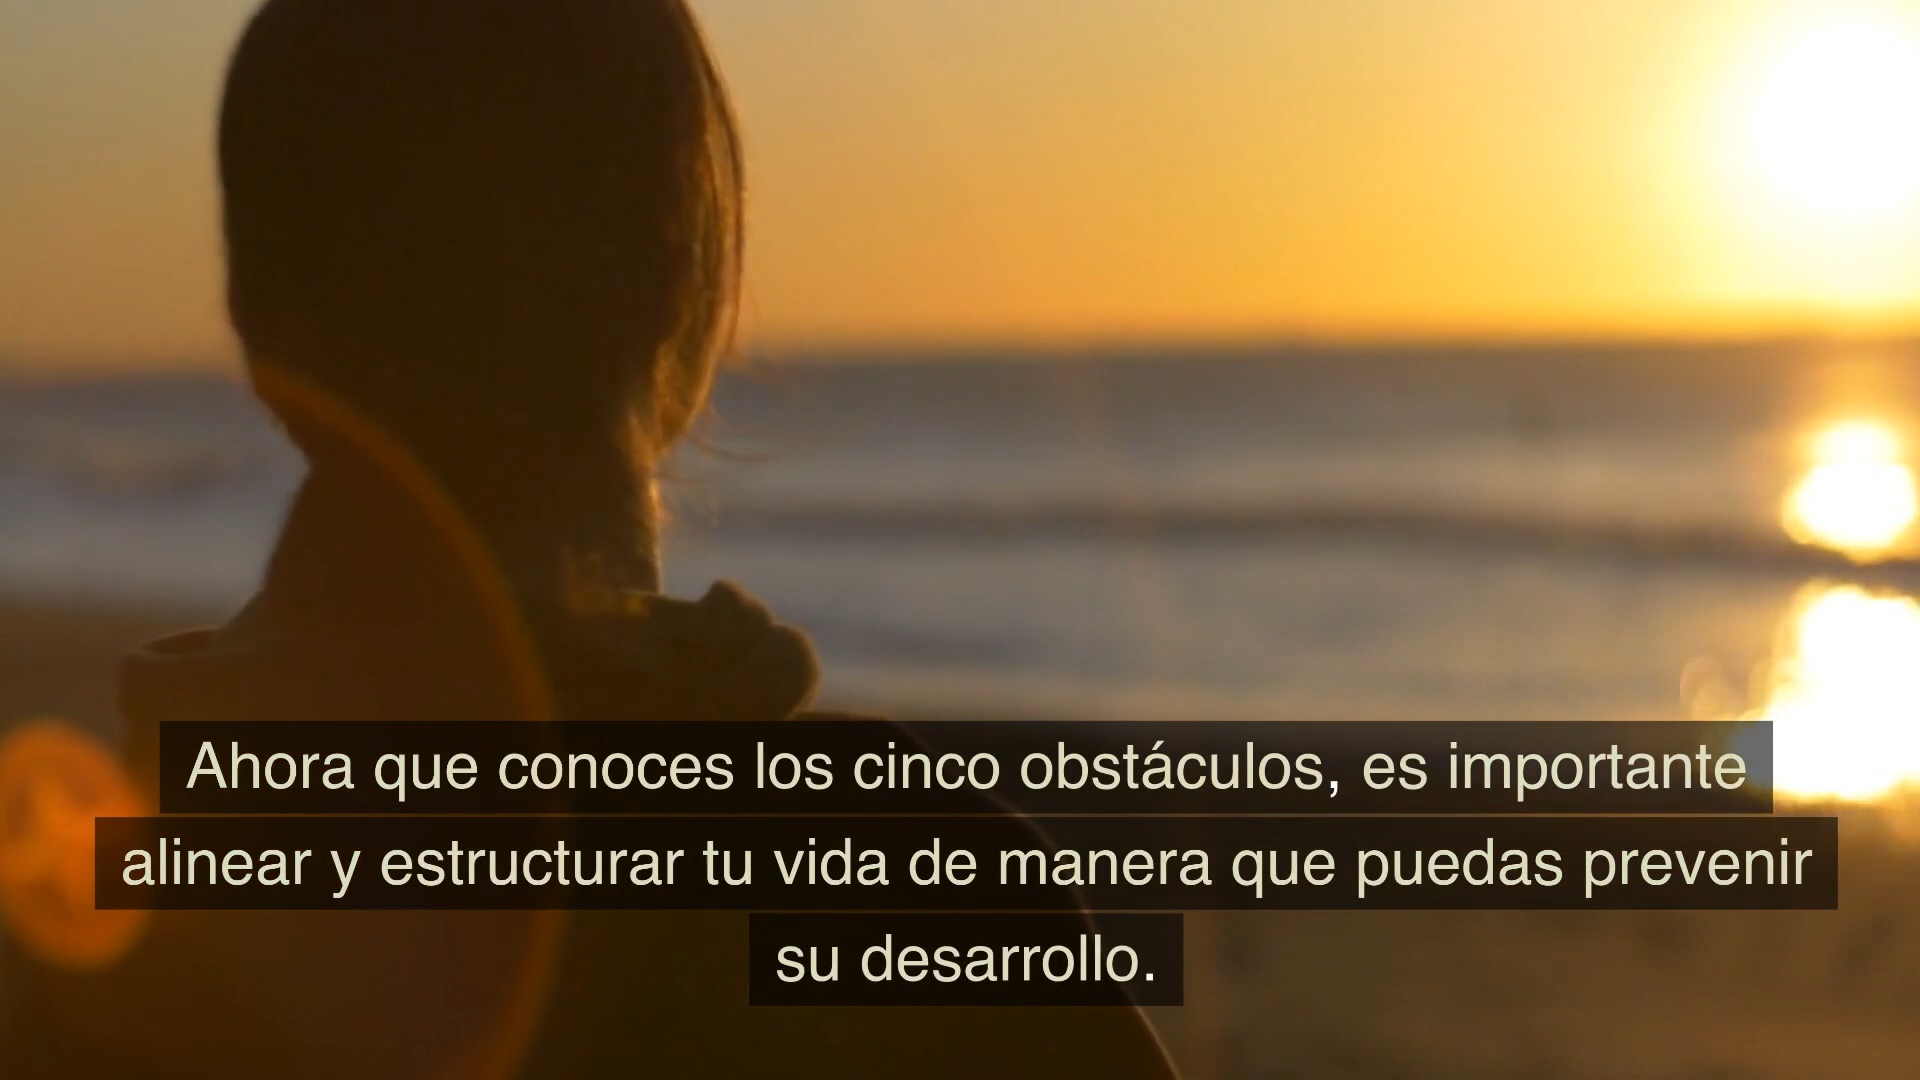 Ahora que conoces los cinco obstáculos, es importante
alinear y estructurar tu vida de manera que puedas prevenir
su desarrollo.